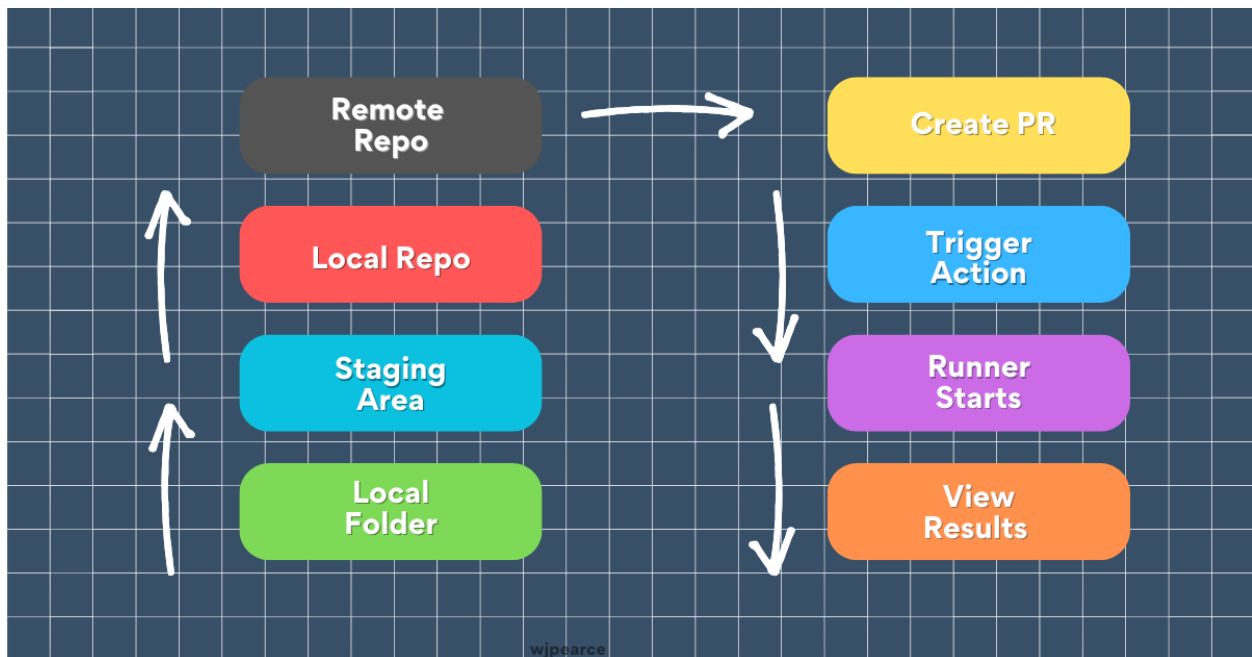 Remote
Repo
Local Repo
Staging
Area
Local
Folder
Create PR
Trigger
Action
Runner
Starts
View
Results
wjpearce